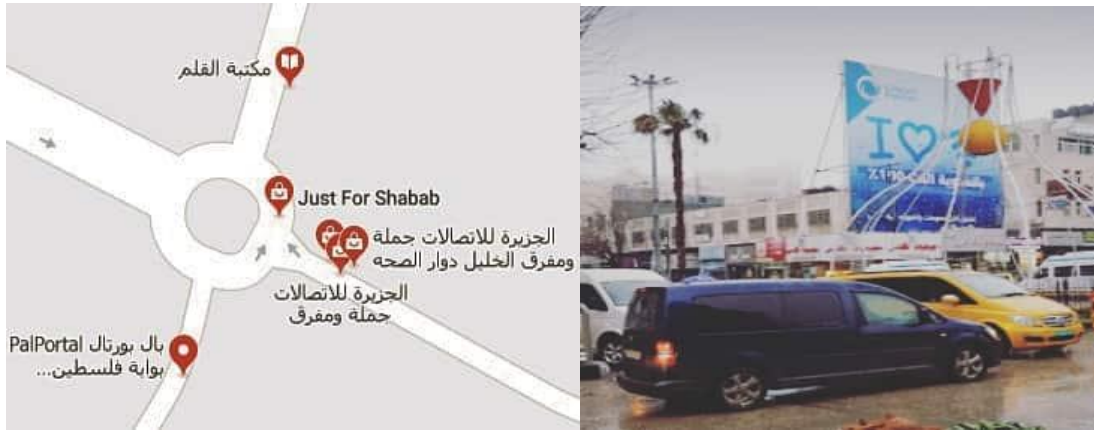 مكتبة القلم
Just For Shabab
الجزيرة للاتصالات جملة
ومفرق الخليل دوار الصحه
الجزيرة للاتصالات
جملة ومفرق
بال بورتال PalPortal
بوابة فلسطين...
I